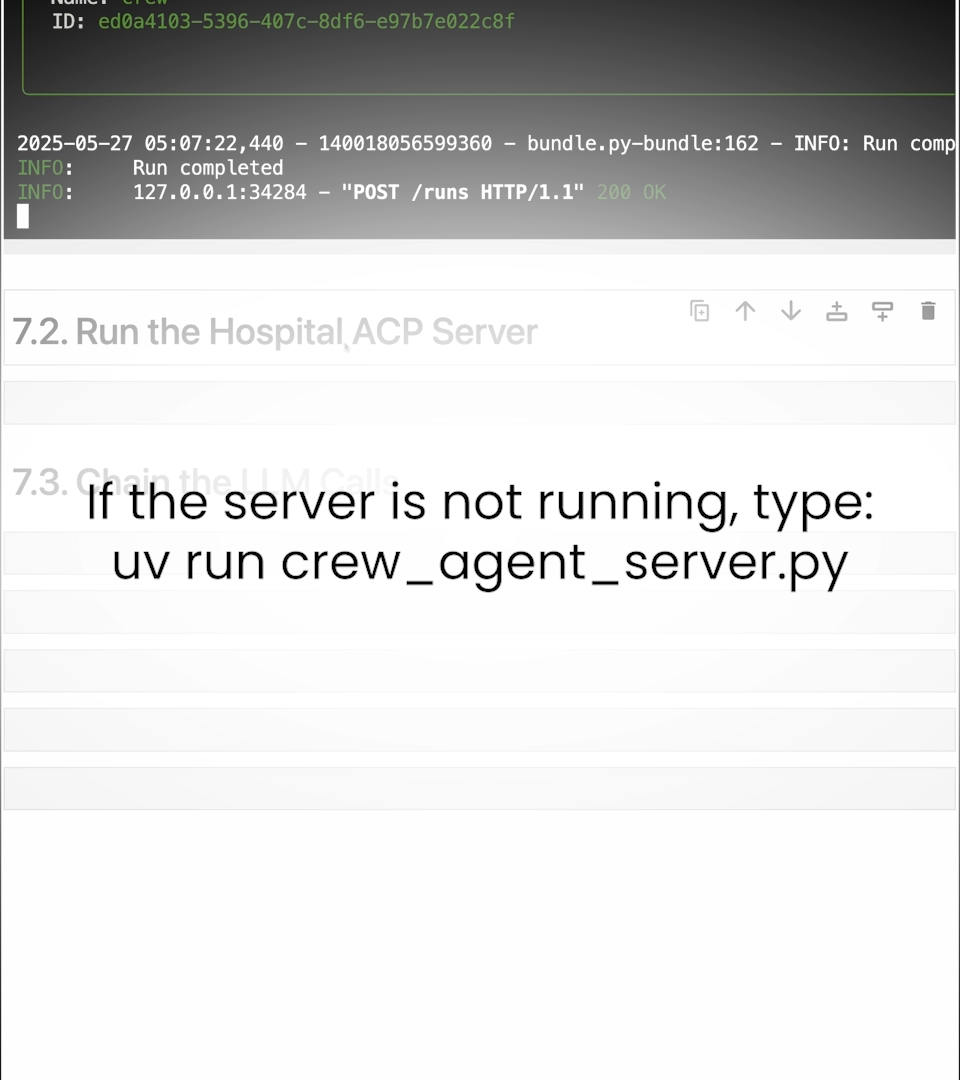 Name: crew
ID: ed0a4103-5396-407c-8df6-e97b7e022c8f
2025-05-27 05:07:22,440 - 140018056599360 - bundle.py-bundle:162 - INFO: Run comp
INFO: Run completed
INFO: 127.0.0.1:34284 - "POST /runs HTTP/1.1" 200 OK
7.2. Run the Hospital ACP Server
7.3. Chain the LLM Calls
If the server is not running, type:
uv run crew_agent_server.py